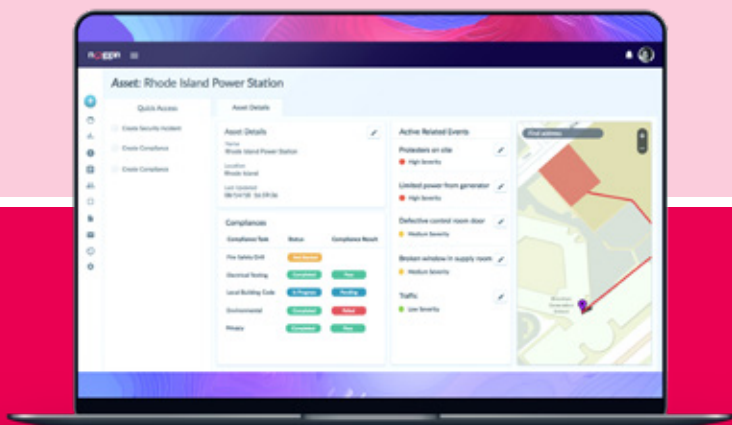 Asset: Rhode Island Power Station
Quick Access
Create Security Incident
Create Compliance
Create Compliance
Asset Details
Asset Details
Name
Rhode Island Power Station
Location
Rhode Island
Last Updated
Compliances
Compliance Task Status Compliance Result
Fire Safety Drill
Electrical Testing Completed Pass
Local Building Code In Progress Pending
Environmental Completed Failed
Privacy Completed Pass
Active Related Events
Protesters on site
High Severity
Limited power from generator
High Severity
Defective control room door
Medium Severity
Broken window in supply room
Medium Severity
Traffic
Low Severity
Find address